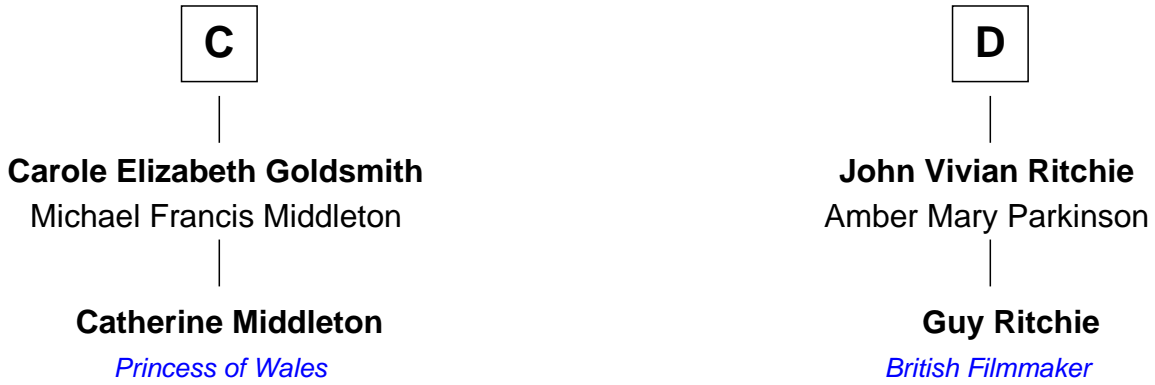 C
Carole Elizabeth Goldsmith
Michael Francis Middleton
Catherine Middleton
Princess of Wales
D
John Vivian Ritchie
Amber Mary Parkinson
Guy Ritchie
British Filmmaker